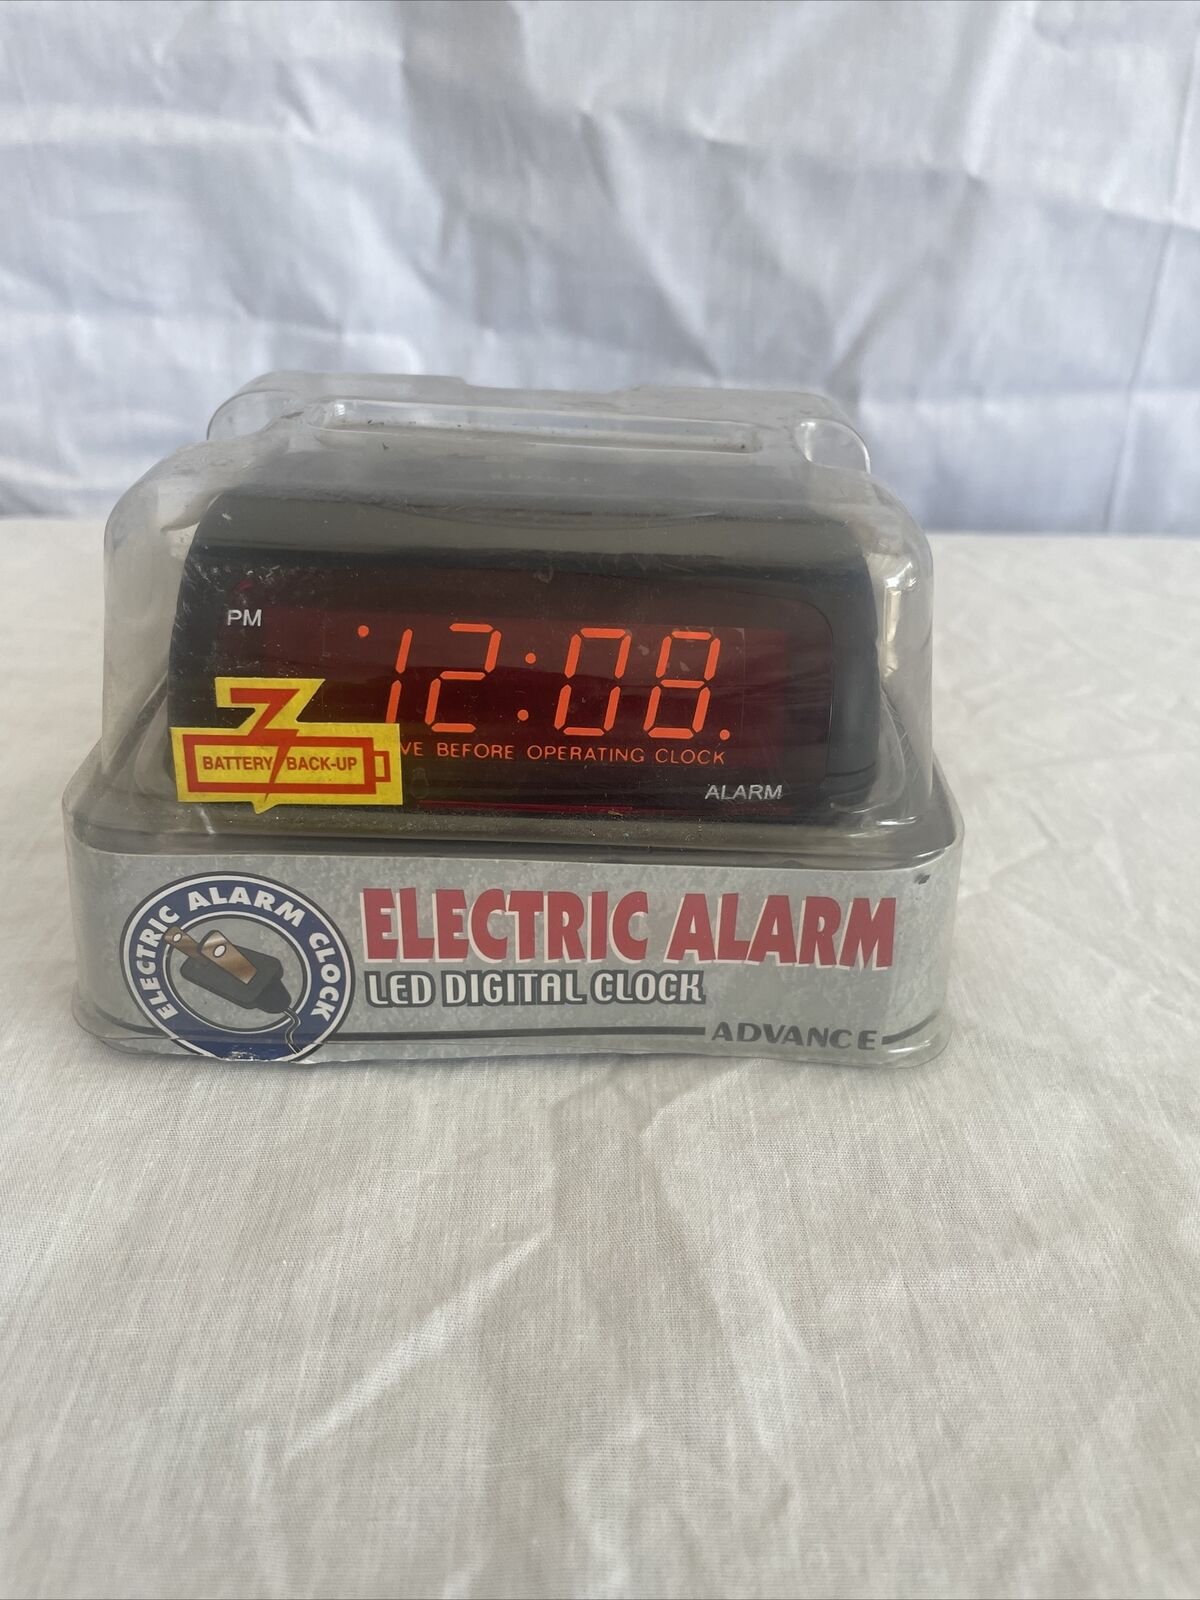 PM
12:08
VE BEFORE OPERATING CLOCK
BATTERY BACK-UP
ALARM
ELECTRIC ALARM CLOCK
ELECTRIC ALARM
LED DIGITAL CLOCK
ADVANCE